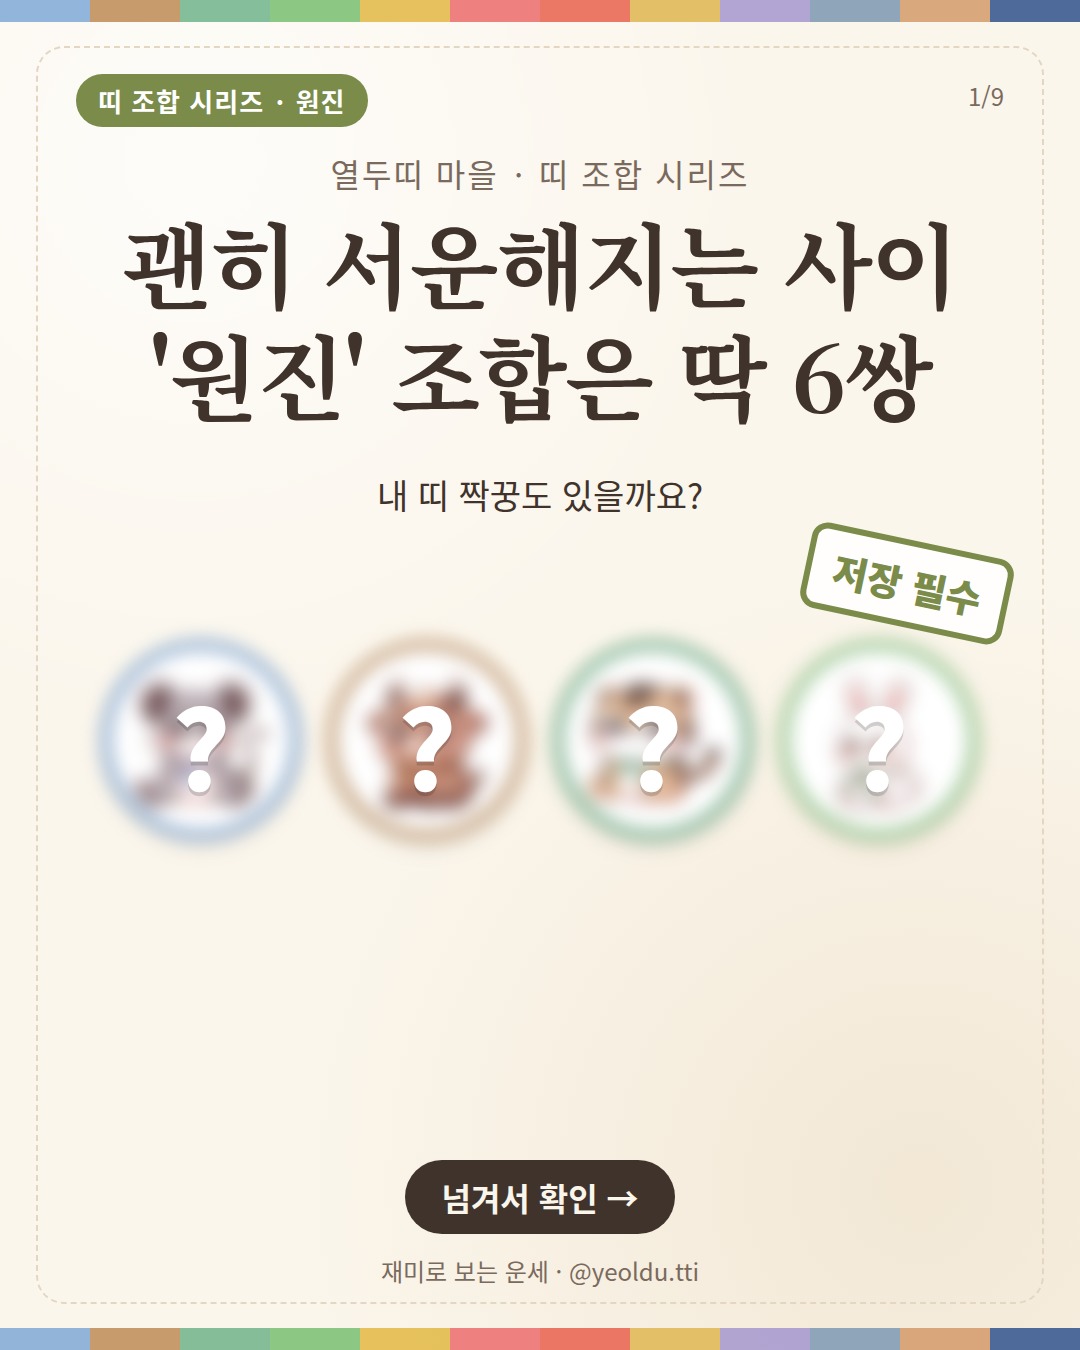 띠 조합 시리즈 · 원진
1/9
열두띠 마을 · 띠 조합 시리즈
괜히 서운해지는 사이
'원진' 조합은 딱 6쌍
내 띠 짝꿍도 있을까요?
저장 필수
? ? ? ?
넘겨서 확인 →
재미로 보는 운세 · @yeoldu.tti